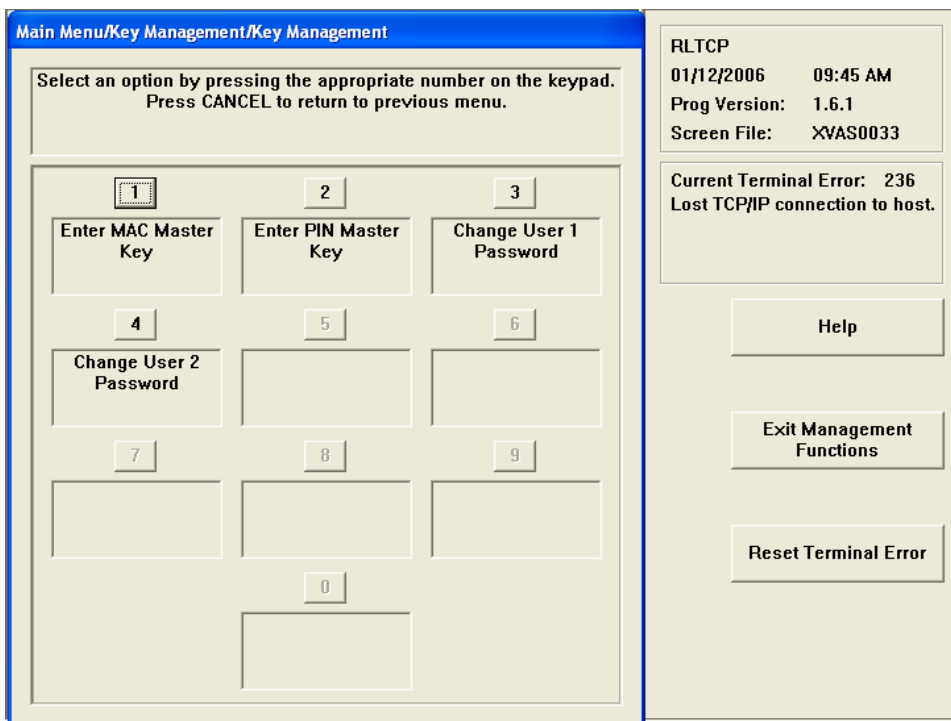 Main Menu/Key Management/Key Management
Select an option by pressing the appropriate number on the keypad.
Press CANCEL to return to previous menu.
1
2
3
Enter MAC Master
Key
Enter PIN Master
Key
Change User 1
Password
4
5
6
Change User 2
Password
7
8
9
0
RLTCP
01/12/2006 09:45 AM
Prog Version: 1.6.1
Screen File: XVAS0033
Current Terminal Error: 236
Lost TCP/IP connection to host.
Help
Exit Management
Functions
Reset Terminal Error